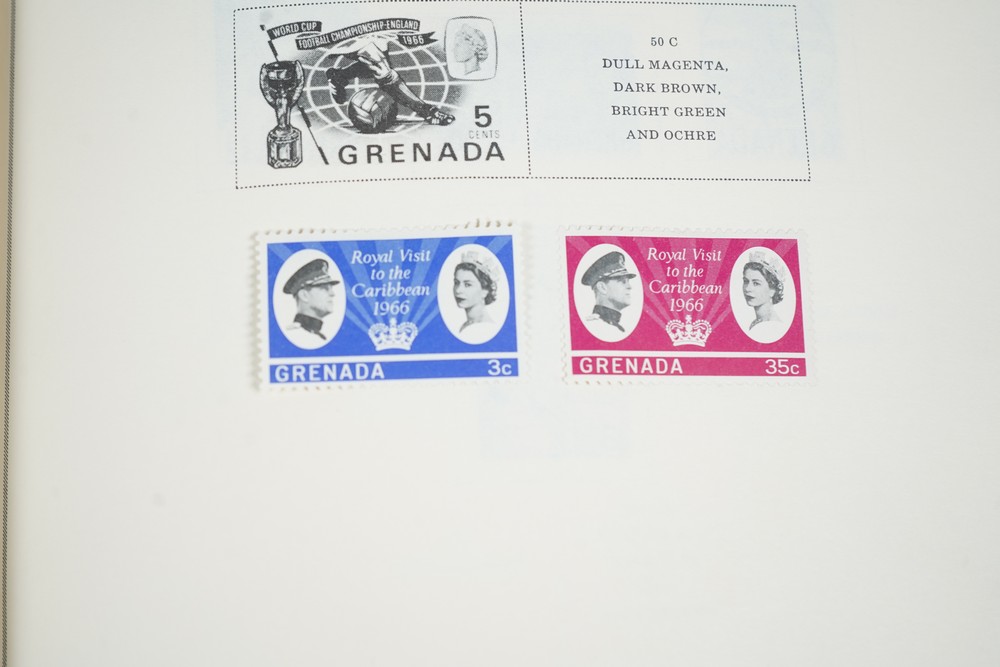 WORLD CUP
FOOTBALL CHAMPIONSHIP-ENGLAND
1966
5
CENTS
GRENADA
50 C
DULL MAGENTA,
DARK BROWN,
BRIGHT GREEN
AND OCHRE
Royal Visit
to the
Caribbean
1966
GRENADA 3c
Royal Visit
to the
Caribbean
1966
GRENADA 35c